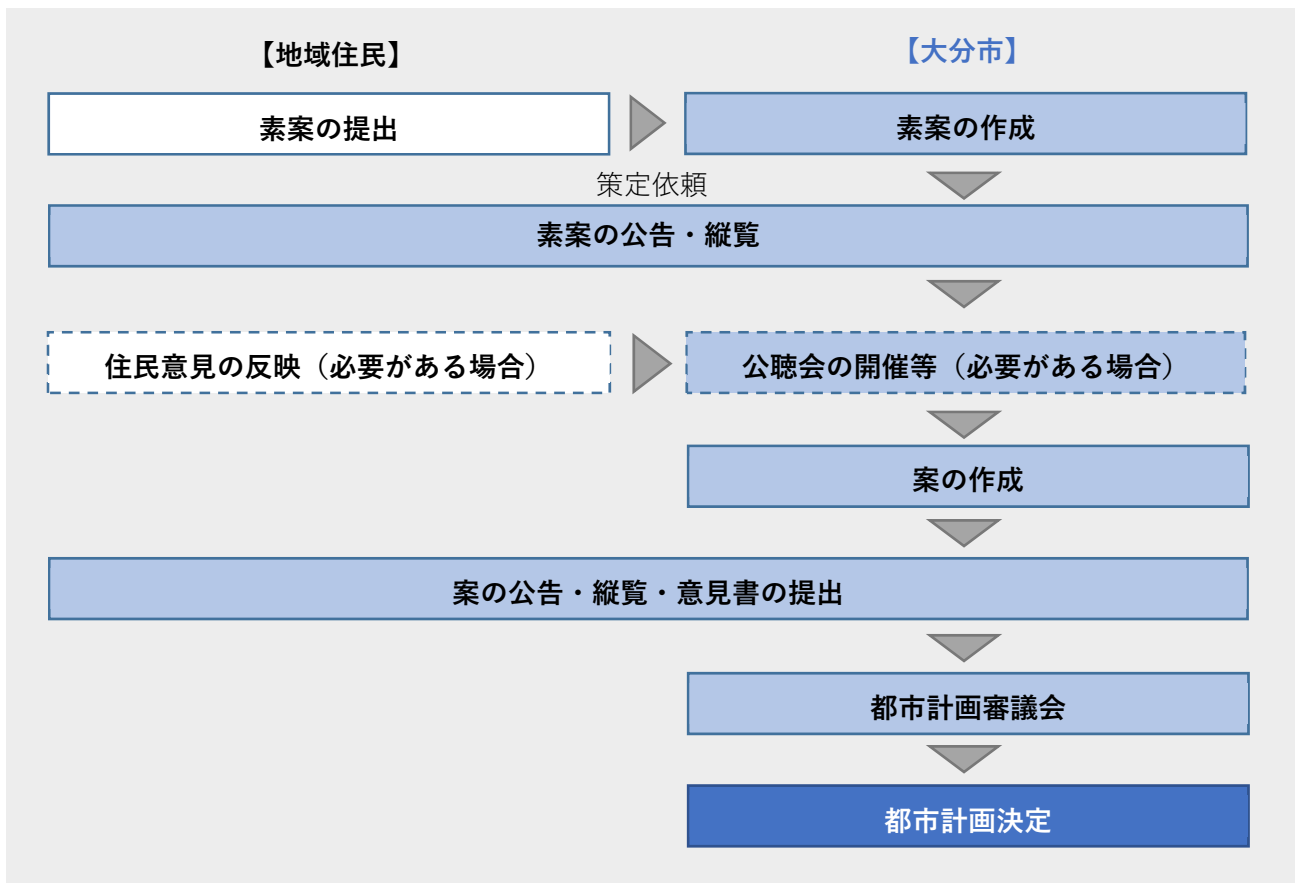 【地域住民】
【大分市】
素案の提出
素案の作成
策定依頼
素案の公告・縦覧
住民意見の反映（必要がある場合）
公聴会の開催等（必要がある場合）
案の作成
案の公告・縦覧・意見書の提出
都市計画審議会
都市計画決定